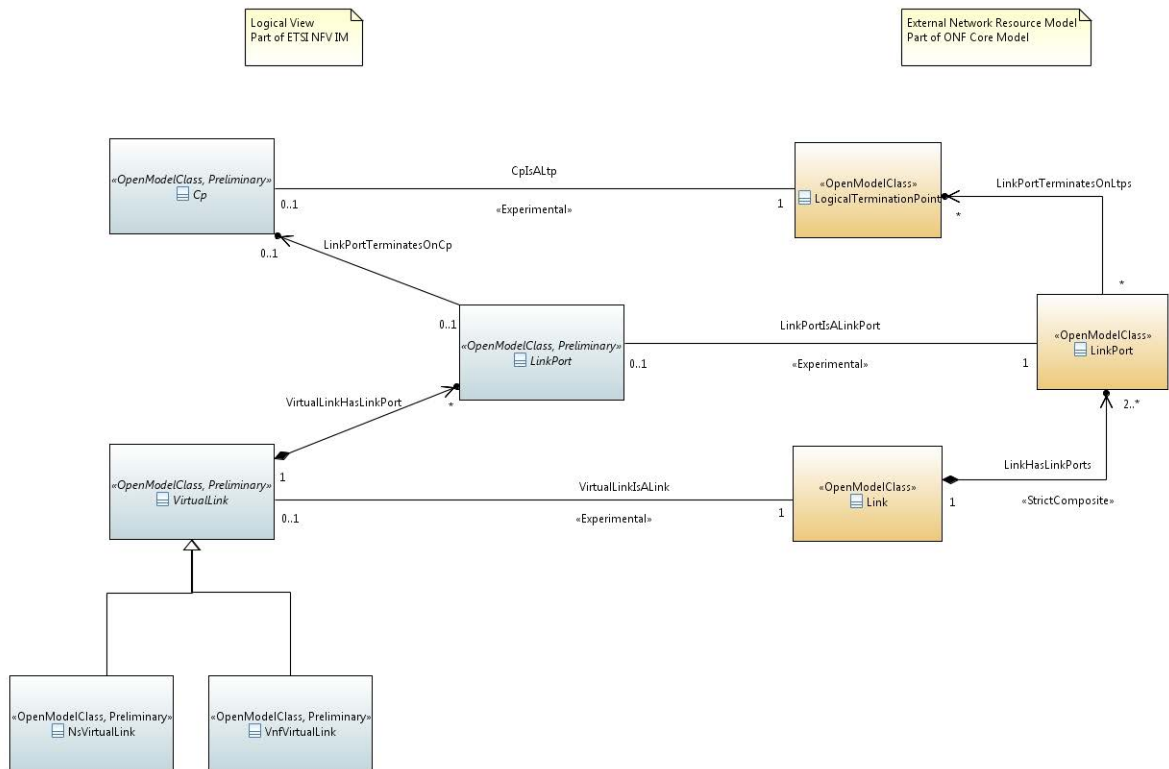 Logical View
Part of ETSI NFV IM
External Network Resource Model
Part of ONF Core Model
«OpenModelClass, Preliminary»
Cp
CpIsALtp
0..1
«Experimental»
1
«OpenModelClass»
LogicalTerminationPoint
LinkPortTerminatesOnLtps
*
0..1
LinkPortTerminatesOnCp
*
0..1
«OpenModelClass, Preliminary»
LinkPort
LinkPortIsALinkPort
0..1
«Experimental»
1
«OpenModelClass»
LinkPort
VirtualLinkHasLinkPort
*
2..*
«OpenModelClass, Preliminary»
VirtualLink
1
VirtualLinkIsALink
0..1
«Experimental»
1
«OpenModelClass»
Link
LinkHasLinkPorts
1
«StrictComposite»
«OpenModelClass, Preliminary»
NsVirtualLink
«OpenModelClass, Preliminary»
VnfVirtualLink